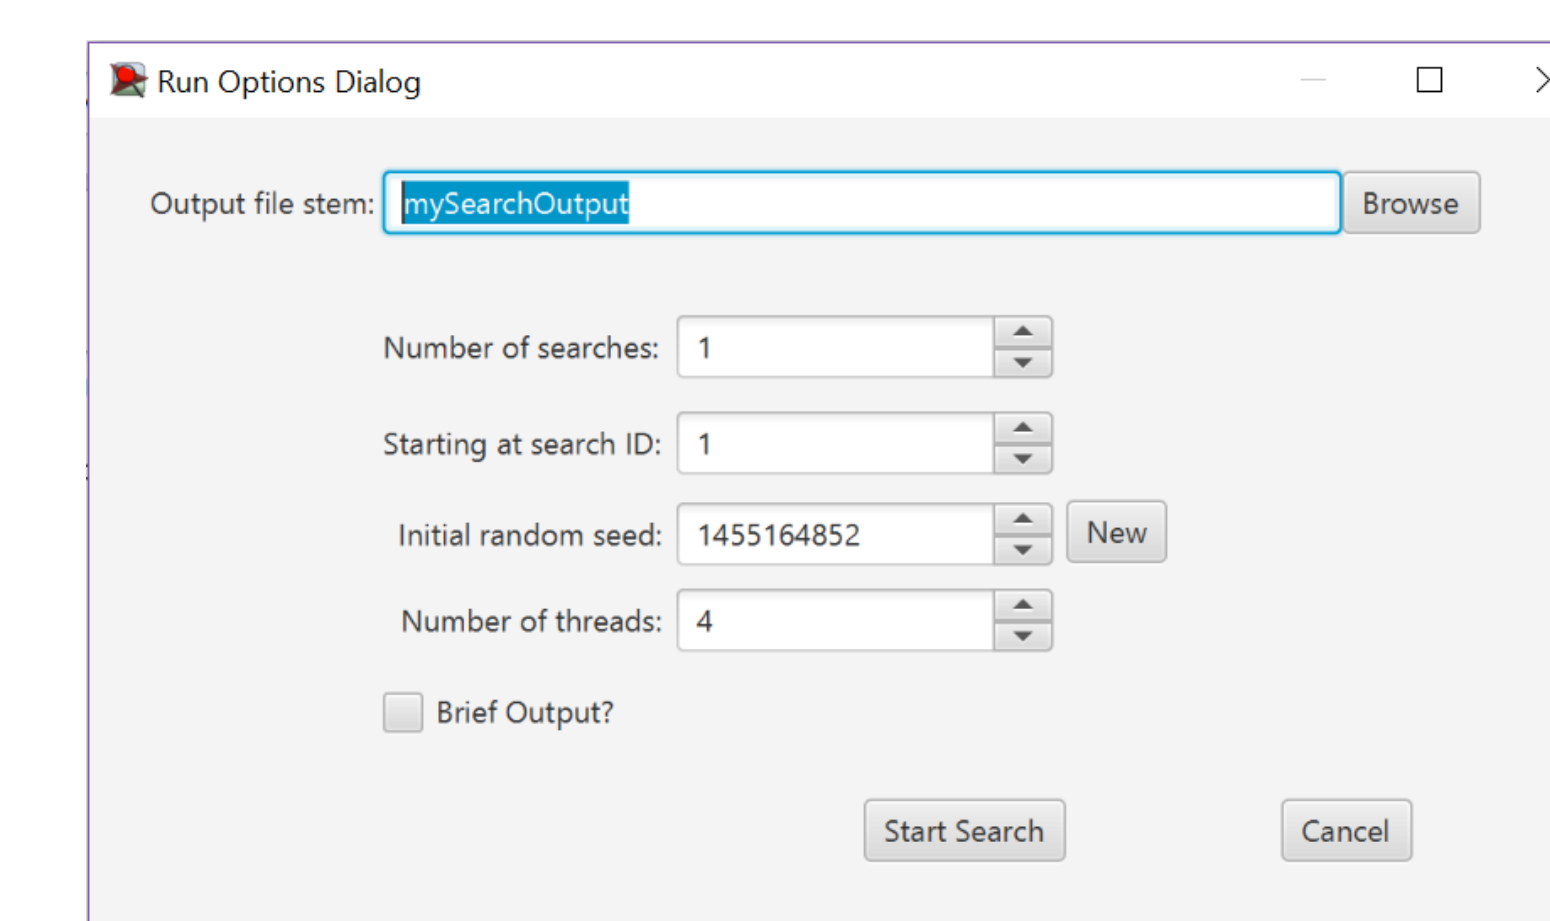 Run Options Dialog
Output file stem: mySearchOutput Browse
Number of searches: 1
Starting at search ID: 1
Initial random seed: 1455164852 New
Number of threads: 4
Brief Output?
Start Search Cancel